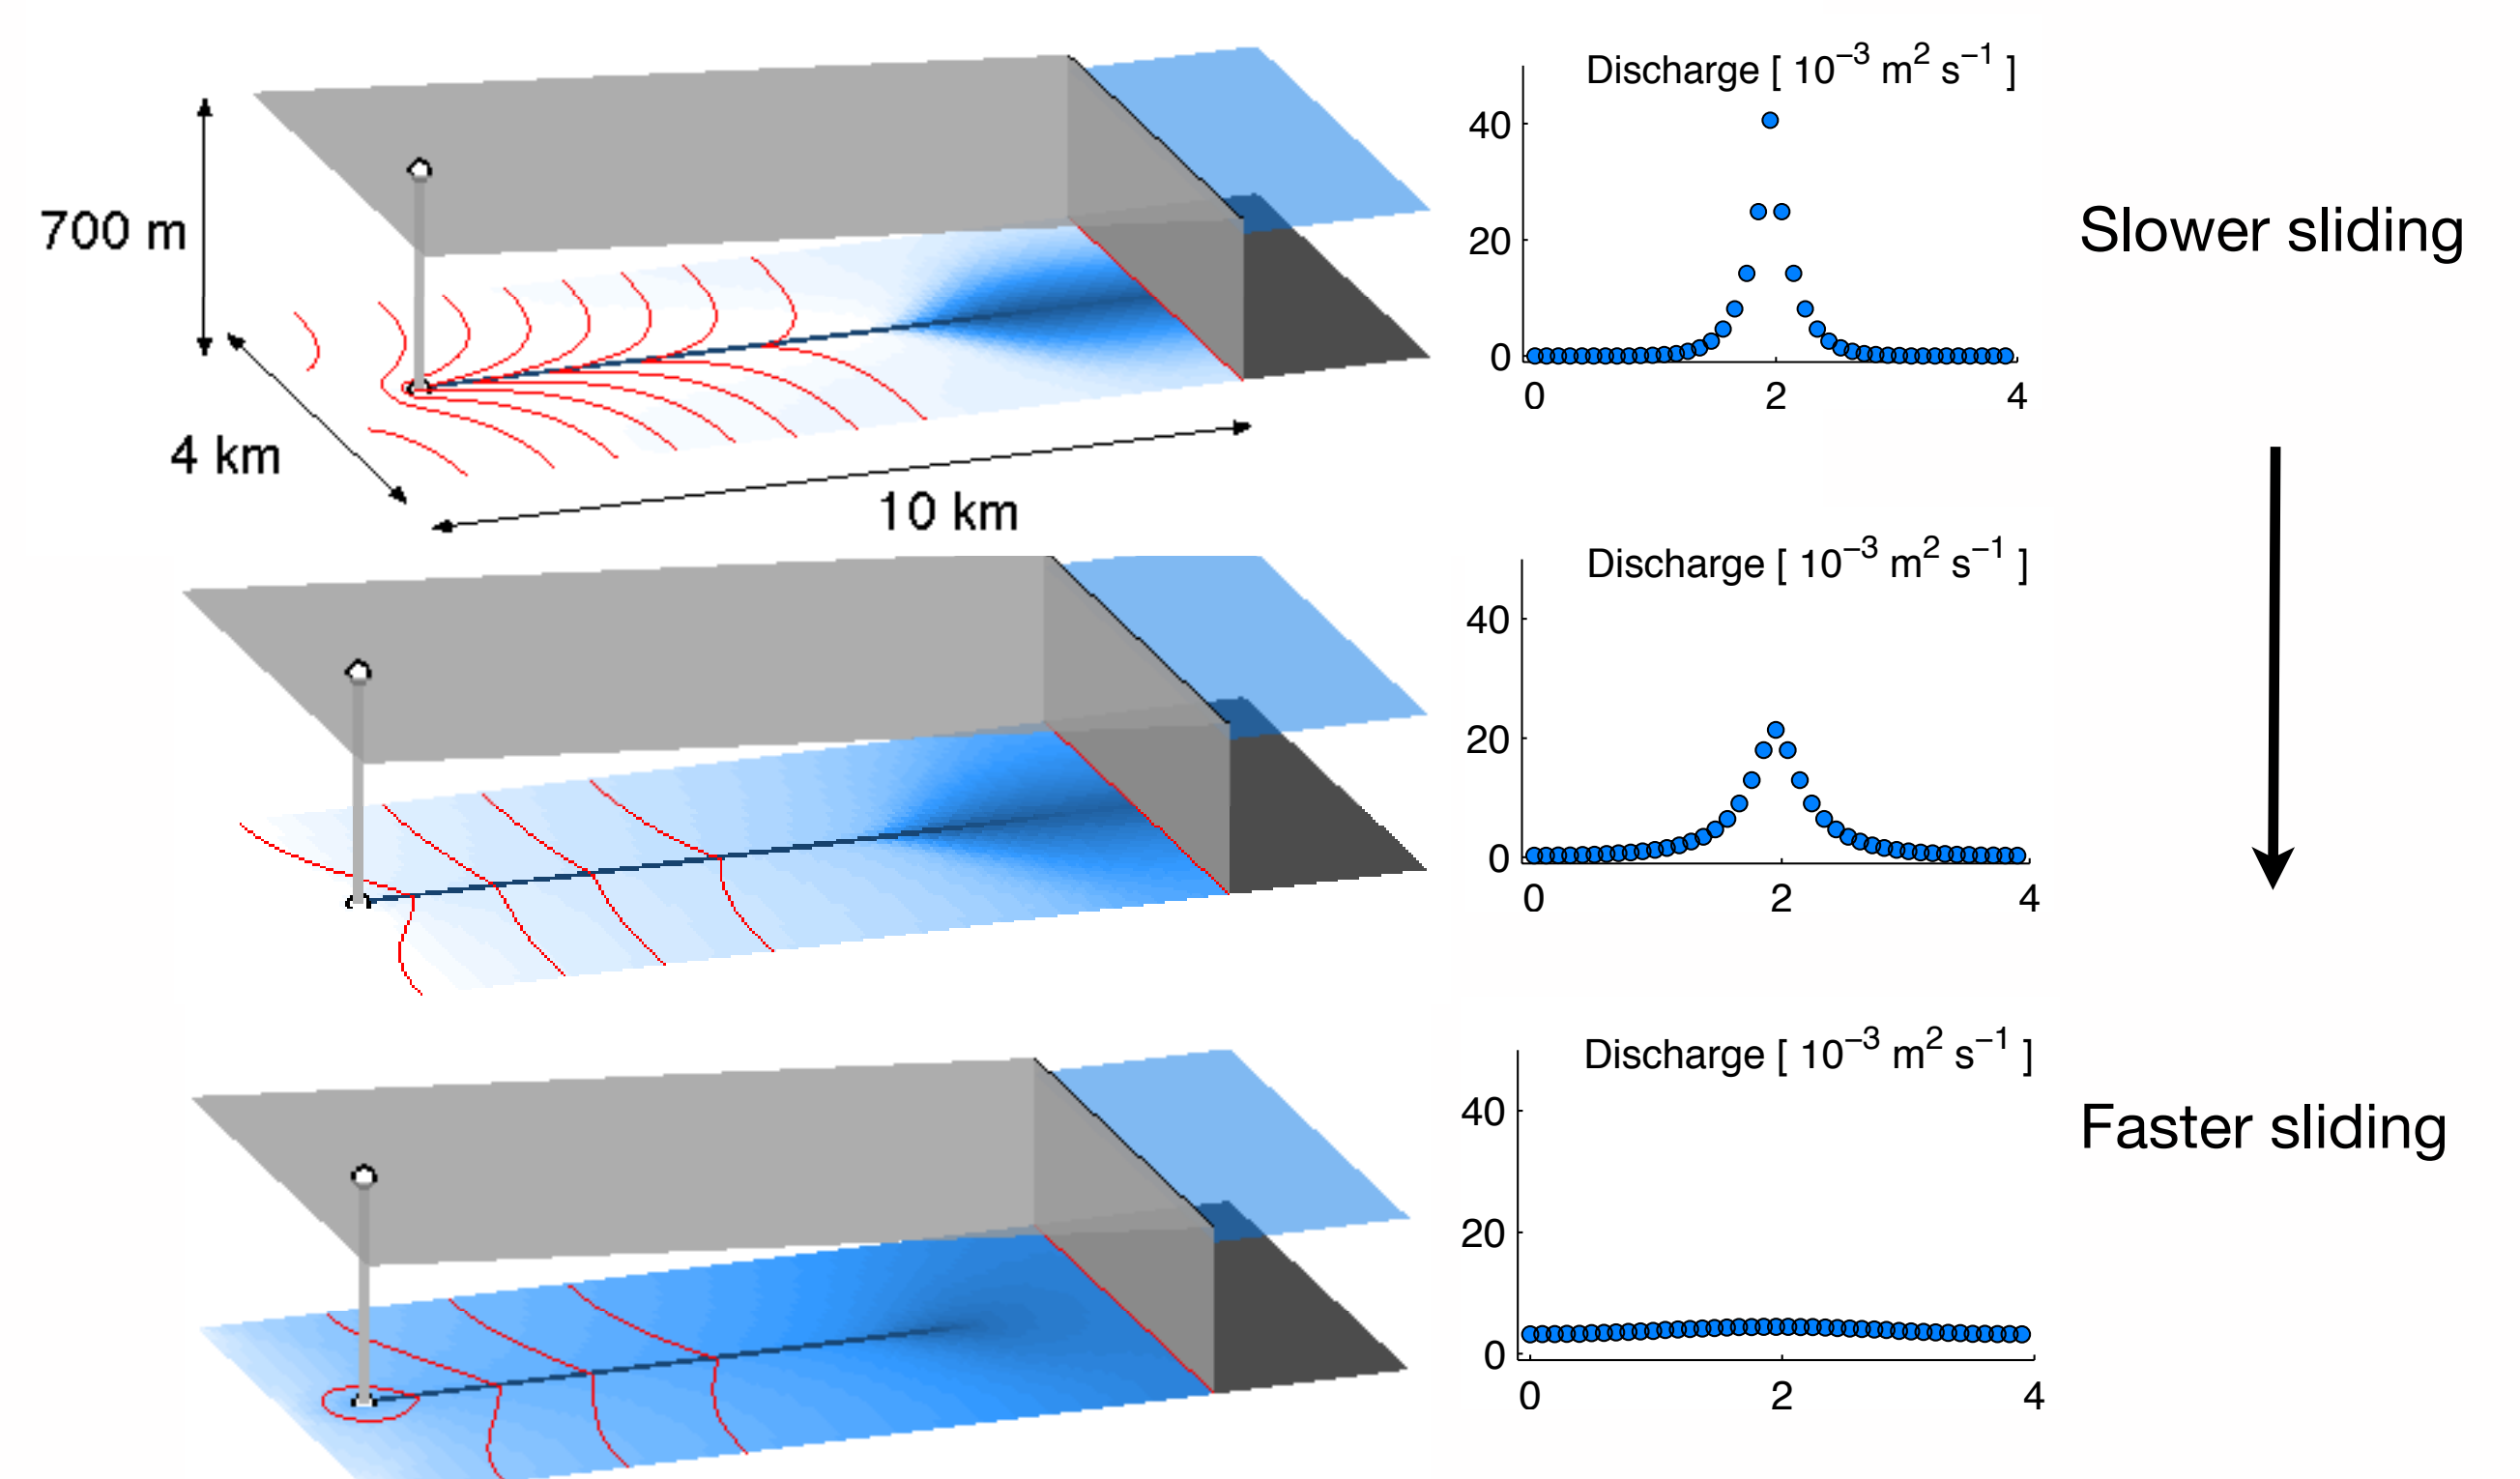 Discharge [ 10⁻³ m² s⁻¹ ]
40
20
0
0 2 4
Slower sliding
700 m
4 km
10 km
Discharge [ 10⁻³ m² s⁻¹ ]
40
20
0
0 2 4
Discharge [ 10⁻³ m² s⁻¹ ]
40
20
0
0 2 4
Faster sliding